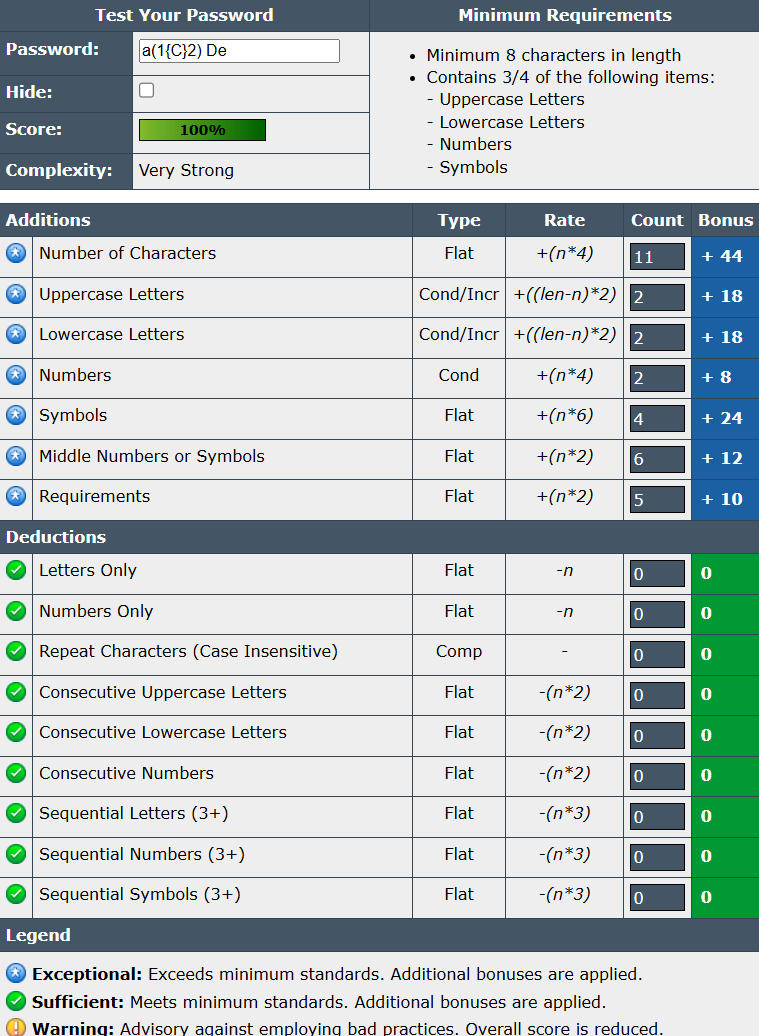 Test Your Password Minimum Requirements
Password: a(1{C}2) De
• Minimum 8 characters in length
• Contains 3/4 of the following items:
- Uppercase Letters
- Lowercase Letters
- Numbers
- Symbols
Hide:
Score: 100%
Complexity: Very Strong
Additions Type Rate Count Bonus
Number of Characters Flat +(n*4) 11 + 44
Uppercase Letters Cond/Incr +((len-n)*2) 2 + 18
Lowercase Letters Cond/Incr +((len-n)*2) 2 + 18
Numbers Cond +(n*4) 2 + 8
Symbols Flat +(n*6) 4 + 24
Middle Numbers or Symbols Flat +(n*2) 6 + 12
Requirements Flat +(n*2) 5 + 10
Deductions
Letters Only Flat -n 0 0
Numbers Only Flat -n 0 0
Repeat Characters (Case Insensitive) Comp - 0 0
Consecutive Uppercase Letters Flat -(n*2) 0 0
Consecutive Lowercase Letters Flat -(n*2) 0 0
Consecutive Numbers Flat -(n*2) 0 0
Sequential Letters (3+) Flat -(n*3) 0 0
Sequential Numbers (3+) Flat -(n*3) 0 0
Sequential Symbols (3+) Flat -(n*3) 0 0
Legend
Exceptional: Exceeds minimum standards. Additional bonuses are applied.
Sufficient: Meets minimum standards. Additional bonuses are applied.
Warning: Advisory against employing bad practices. Overall score is reduced.